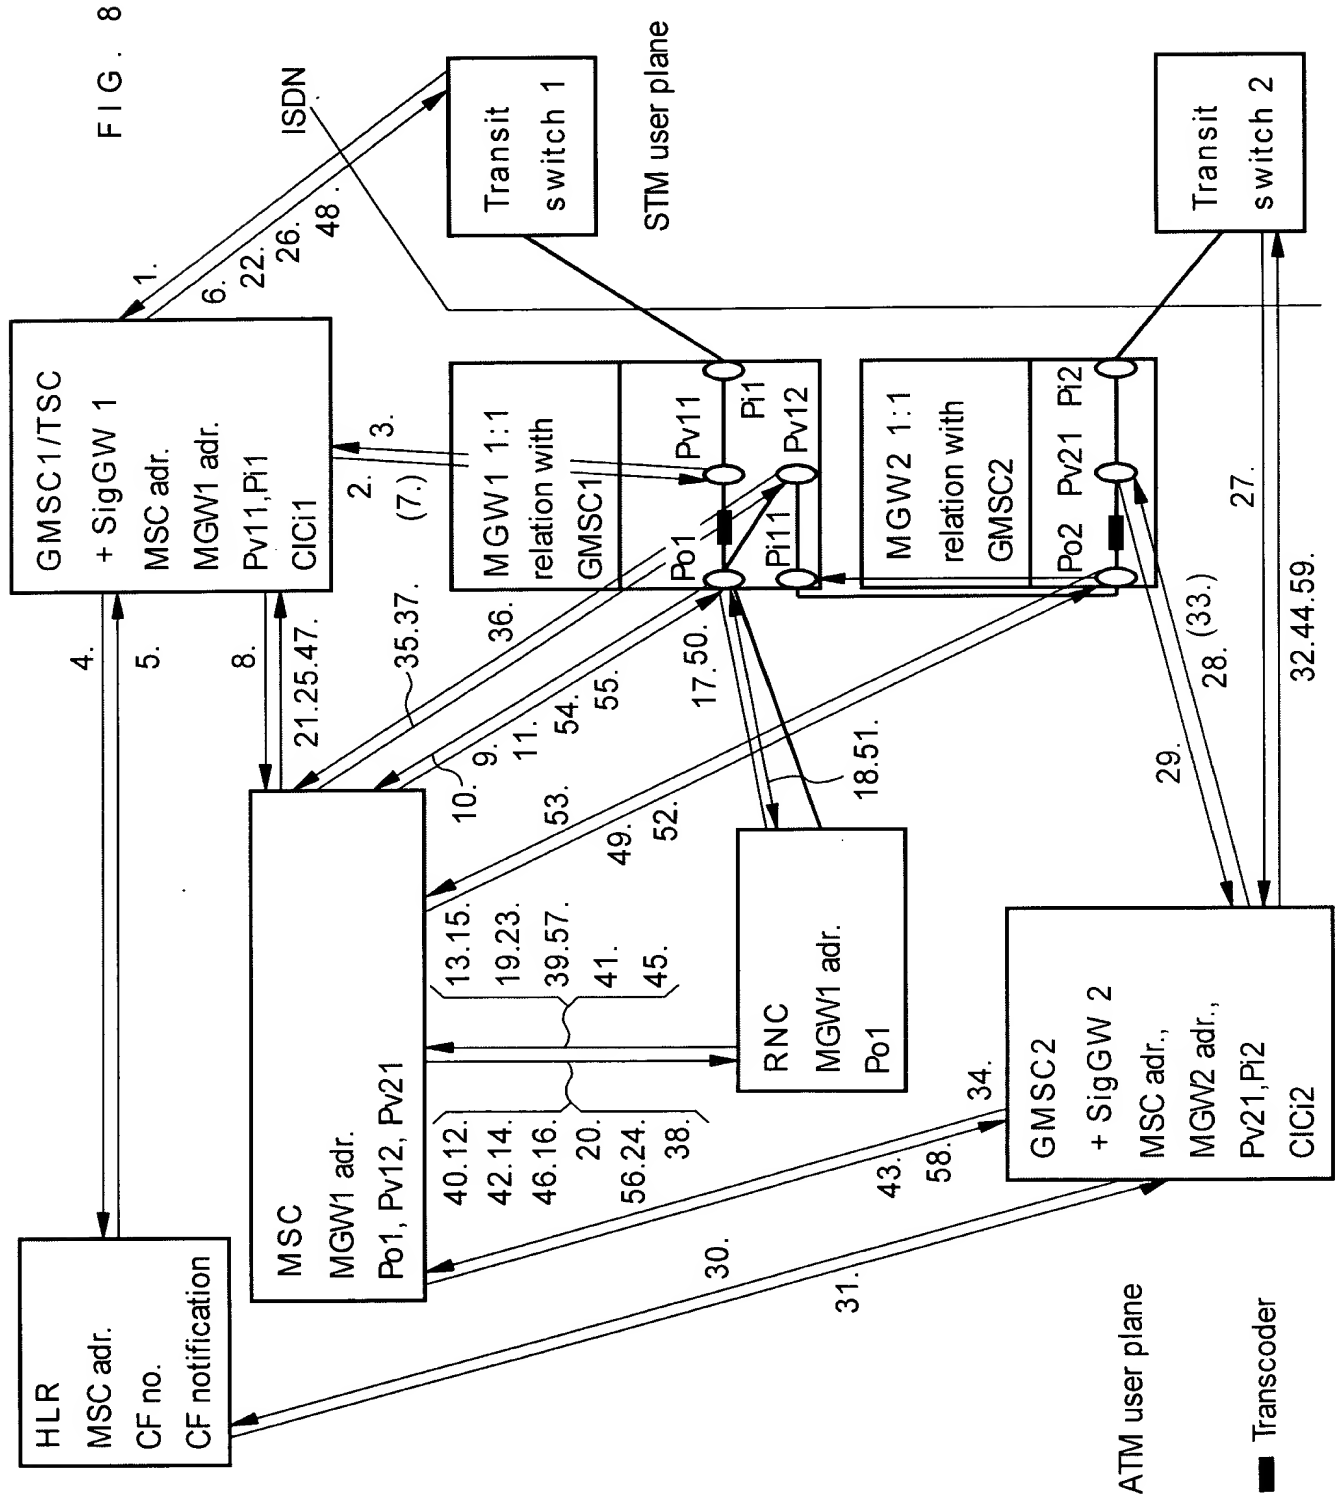 FIG. 8
HLR
MSC adr.
CF no.
CF notification
4.
5.
GMSC1/TSC
+ SigGW 1
MSC adr.
MGW1 adr.
Pv11,Pi1
CICi1
1.
6.
22.
26.
48.
ISDN
8.
21.25.47.
2.
3.
(7.)
MSC
MGW1 adr.
Po1, Pv12, Pv21
35.37.
36.
10.
9.
11.
54.
55.
MGW1 1:1
relation with
GMSC1
Po1
Pv11
Pi1
Pi11
Pv12
Transit
switch 1
STM user plane
40.12.
42.14.
46.16.
20.
56.24.
38.
13.15.
19.23.
39.57.
41.
45.
53.
49.
52.
17.50.
18.51.
RNC
MGW1 adr.
Po1
MGW2 1:1
relation with
GMSC2
Po2
Pv21
Pi2
30.
31.
43.
58.
34.
GMSC2
+ SigGW 2
MSC adr.,
MGW2 adr.,
Pv21,Pi2
CICi2
29.
28.
(33.)
27.
32.44.59.
Transit
switch 2
ATM user plane
Transcoder